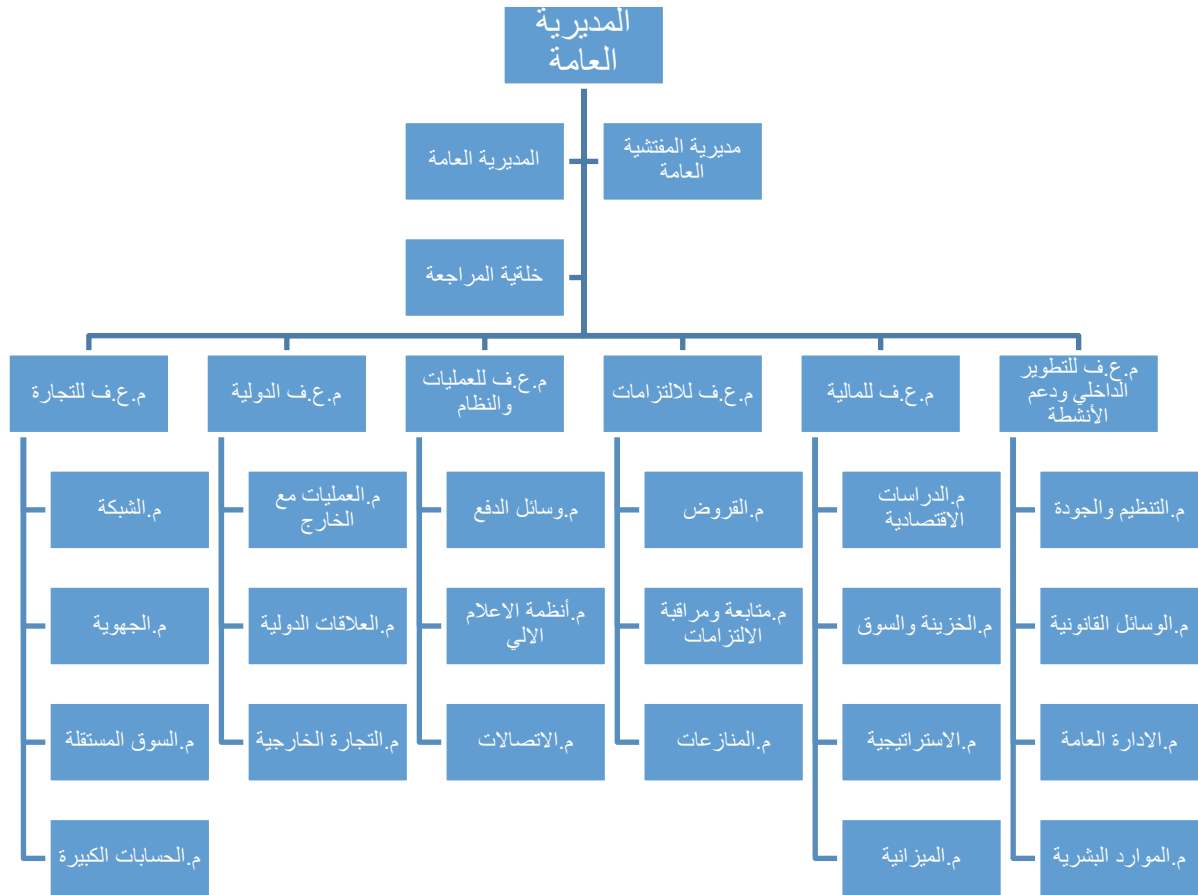 المديرية
العامة
مديرية المفتشية
العامة
المديرية العامة
خلقية المراجعة
م.ع.ف للتطوير
الداخلي ودعم
الأنشطة
م.ع.ف للمالية
م.ع.ف للالتزامات
م.ع.ف للعمليات
والنظام
م.ع.ف الدولية
م.ع.ف للتجارة
م.التنظيم والجودة
م.الوسائل القانونية
م.الادارة العامة
م.الموارد البشرية
م.الدراسات
الاقتصادية
م.الخزينة والسوق
م.الاستراتيجية
م.الميزانية
م.القروض
م.متابعة ومراقبة
الالتزامات
م.المنازعات
م.وسائل الدفع
م.أنظمة الاعلام
الالي
م.الاتصالات
م.العمليات مع
الخارج
م.العلاقات الدولية
م.التجارة الخارجية
م.الشبكة
م.الجهوية
م.السوق المستقلة
م.الحسابات الكبيرة